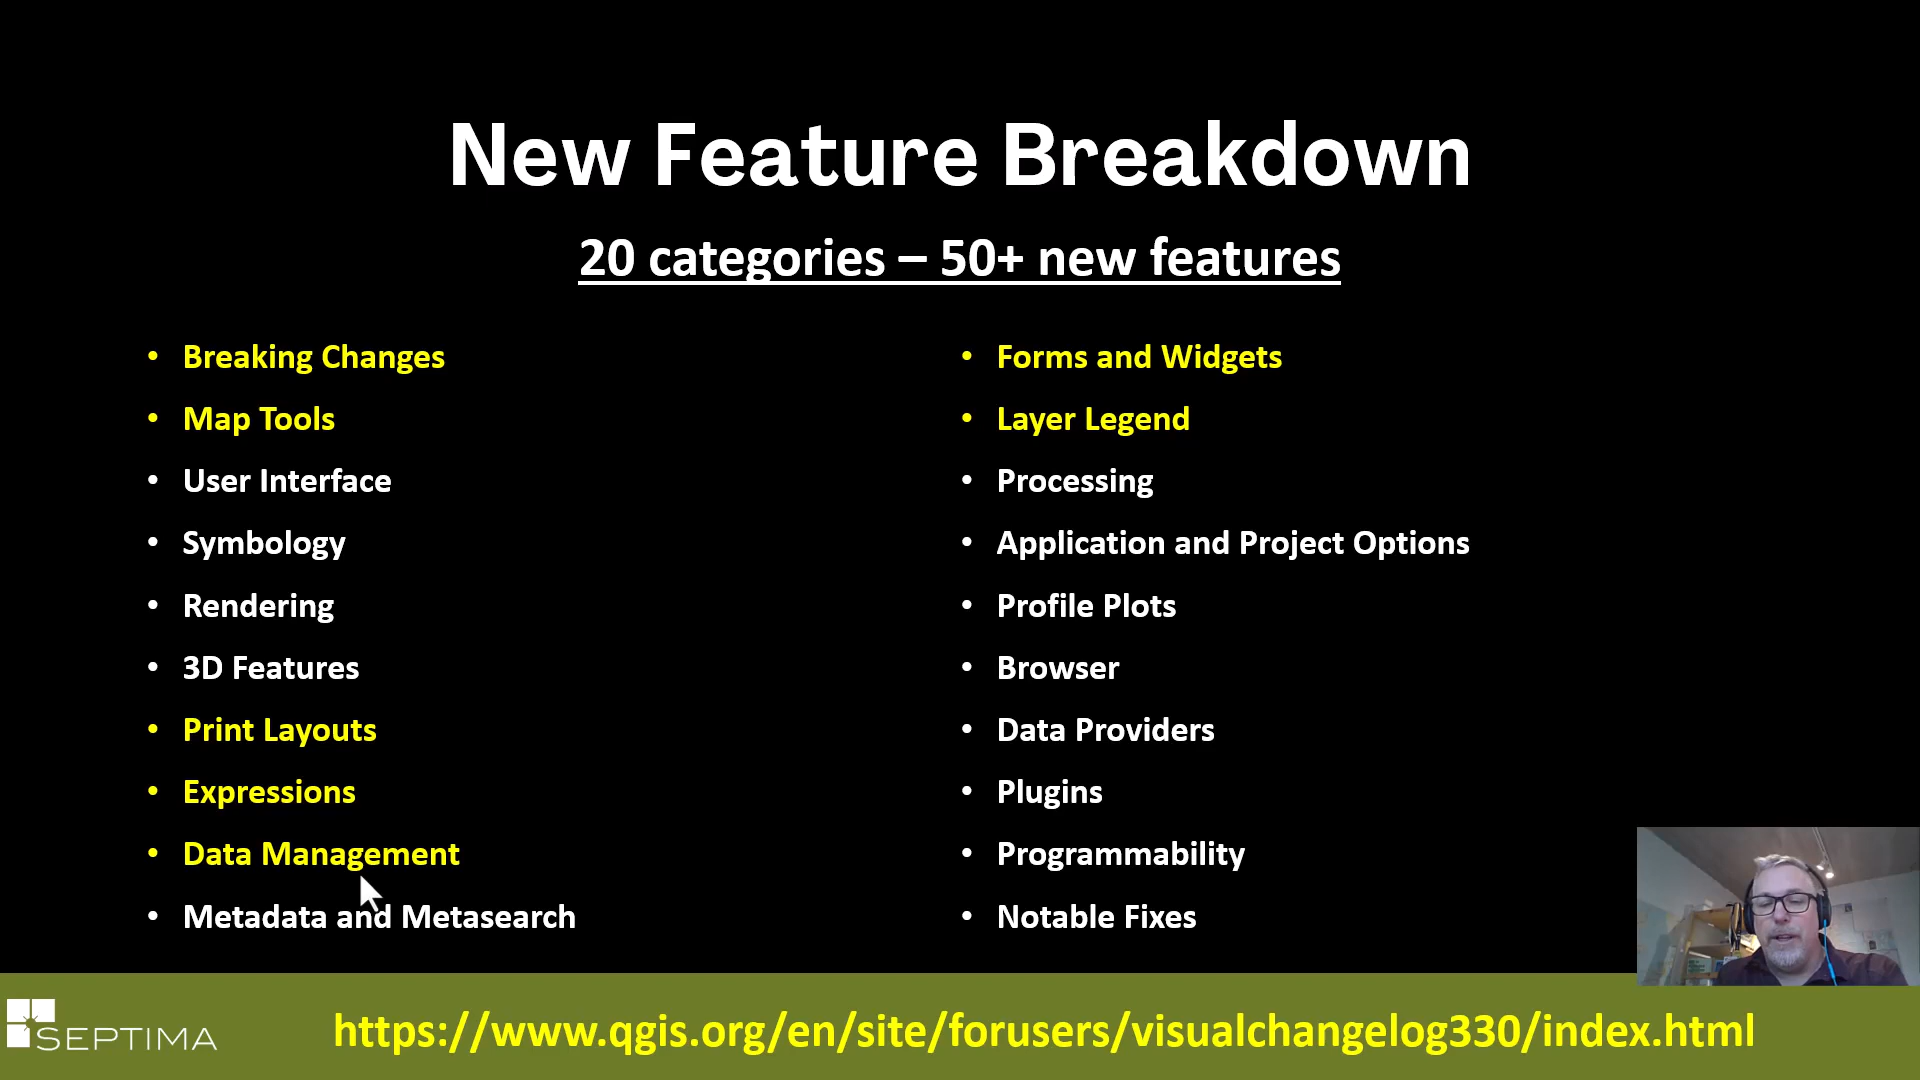 New Feature Breakdown
20 categories – 50+ new features
• Breaking Changes
• Map Tools
• User Interface
• Symbology
• Rendering
• 3D Features
• Print Layouts
• Expressions
• Data Management
• Metadata and Metasearch
• Forms and Widgets
• Layer Legend
• Processing
• Application and Project Options
• Profile Plots
• Browser
• Data Providers
• Plugins
• Programmability
• Notable Fixes
SEPTIMA
https://www.qgis.org/en/site/forusers/visualchangelog330/index.html